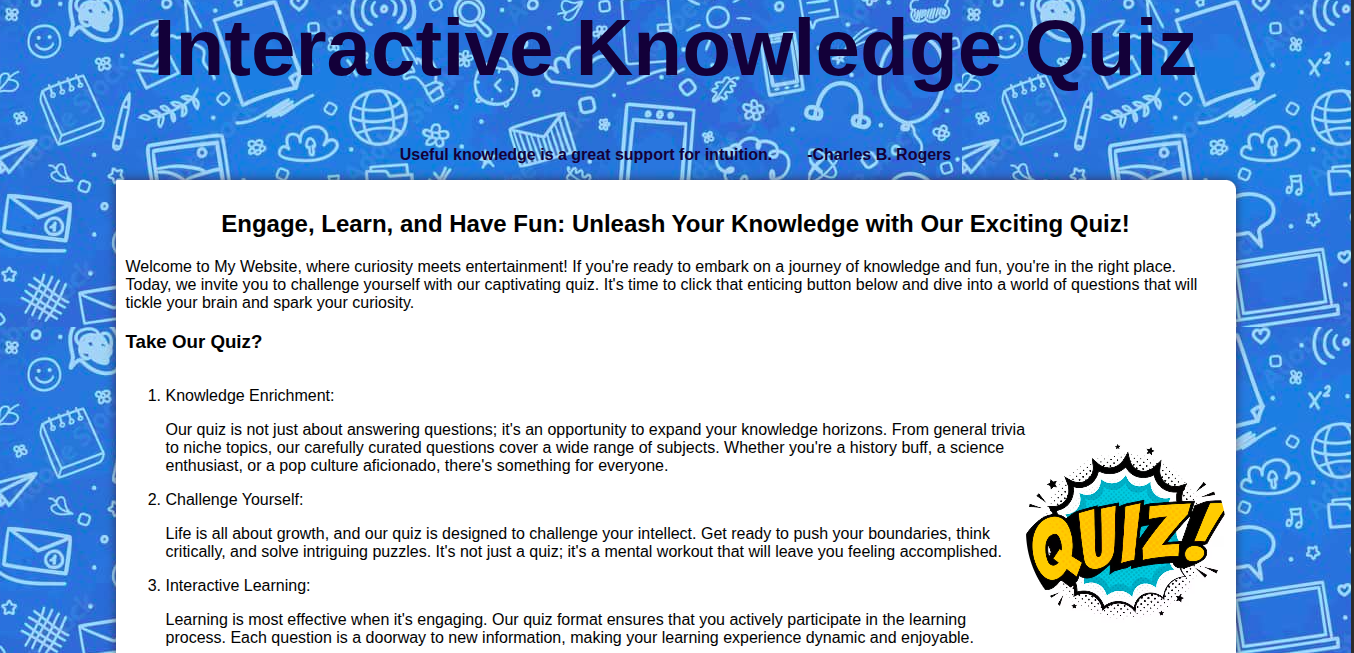 Interactive Knowledge Quiz
Useful knowledge is a great support for intuition. -Charles B. Rogers
Engage, Learn, and Have Fun: Unleash Your Knowledge with Our Exciting Quiz!
Welcome to My Website, where curiosity meets entertainment! If you're ready to embark on a journey of knowledge and fun, you're in the right place.
Today, we invite you to challenge yourself with our captivating quiz. It's time to click that enticing button below and dive into a world of questions that will
tickle your brain and spark your curiosity.
Take Our Quiz?
1. Knowledge Enrichment:
Our quiz is not just about answering questions; it's an opportunity to expand your knowledge horizons. From general trivia
to niche topics, our carefully curated questions cover a wide range of subjects. Whether you're a history buff, a science
enthusiast, or a pop culture aficionado, there's something for everyone.
2. Challenge Yourself:
Life is all about growth, and our quiz is designed to challenge your intellect. Get ready to push your boundaries, think
critically, and solve intriguing puzzles. It's not just a quiz; it's a mental workout that will leave you feeling accomplished.
QUIZ!
3. Interactive Learning:
Learning is most effective when it's engaging. Our quiz format ensures that you actively participate in the learning
process. Each question is a doorway to new information, making your learning experience dynamic and enjoyable.